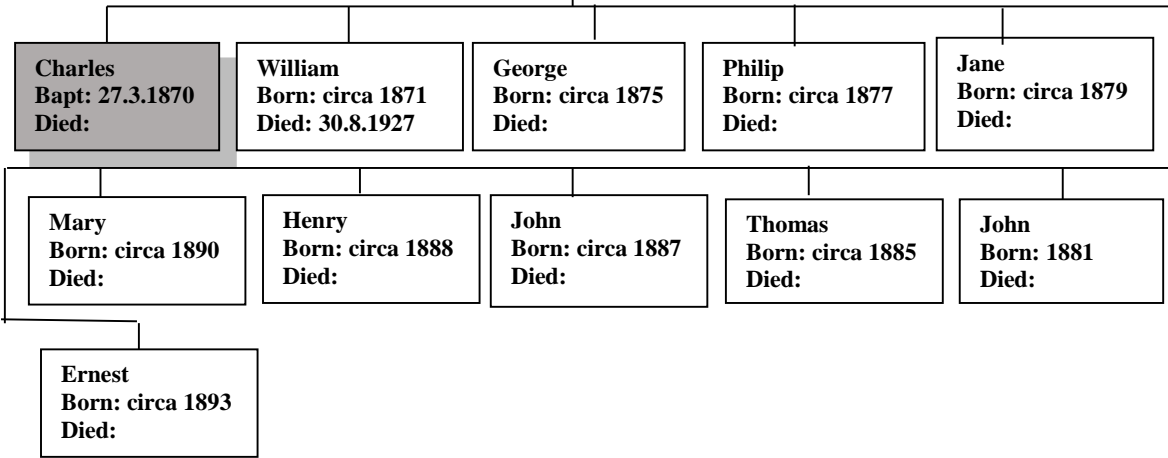 Charles
Bapt: 27.3.1870
Died:
William
Born: circa 1871
Died: 30.8.1927
George
Born: circa 1875
Died:
Philip
Born: circa 1877
Died:
Jane
Born: circa 1879
Died:
Mary
Born: circa 1890
Died:
Henry
Born: circa 1888
Died:
John
Born: circa 1887
Died:
Thomas
Born: circa 1885
Died:
John
Born: 1881
Died:
Ernest
Born: circa 1893
Died: